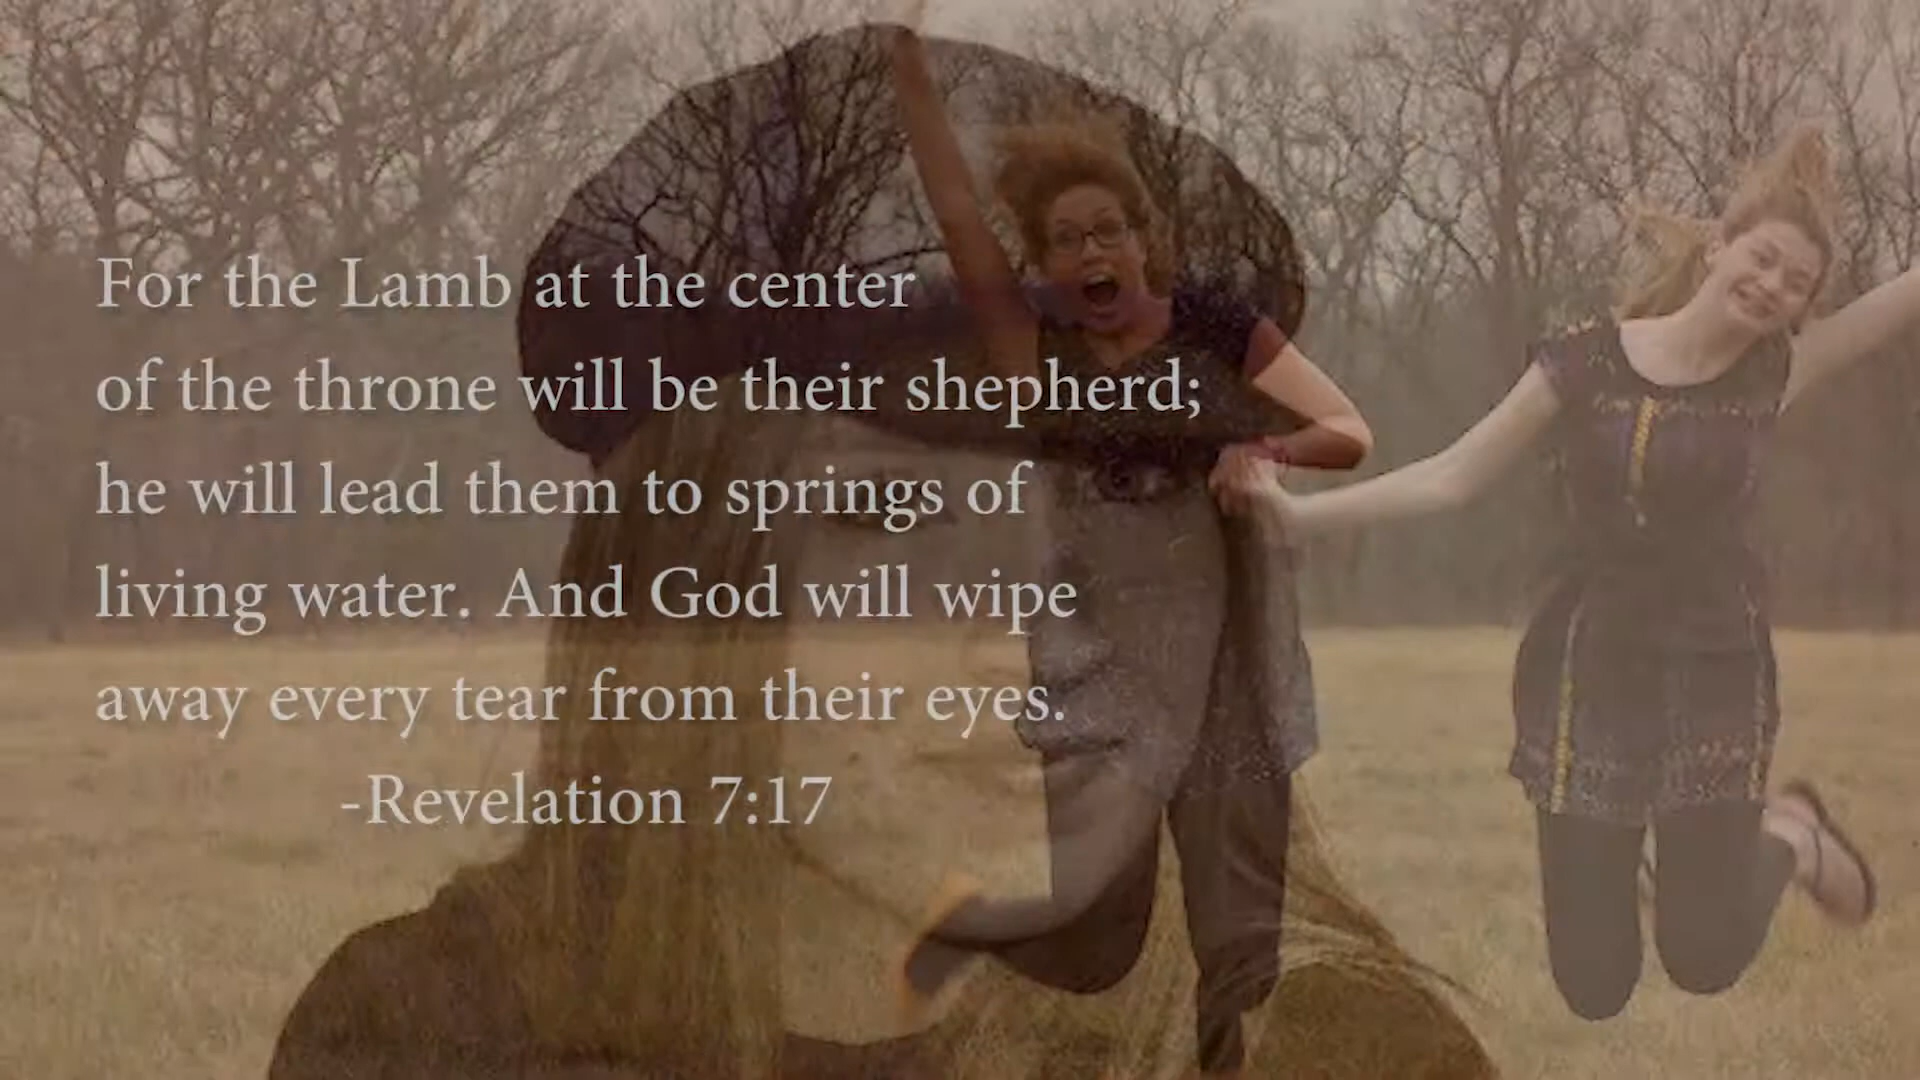 For the Lamb at the center
of the throne will be their shepherd;
he will lead them to springs of
living water. And God will wipe
away every tear from their eyes.
-Revelation 7:17